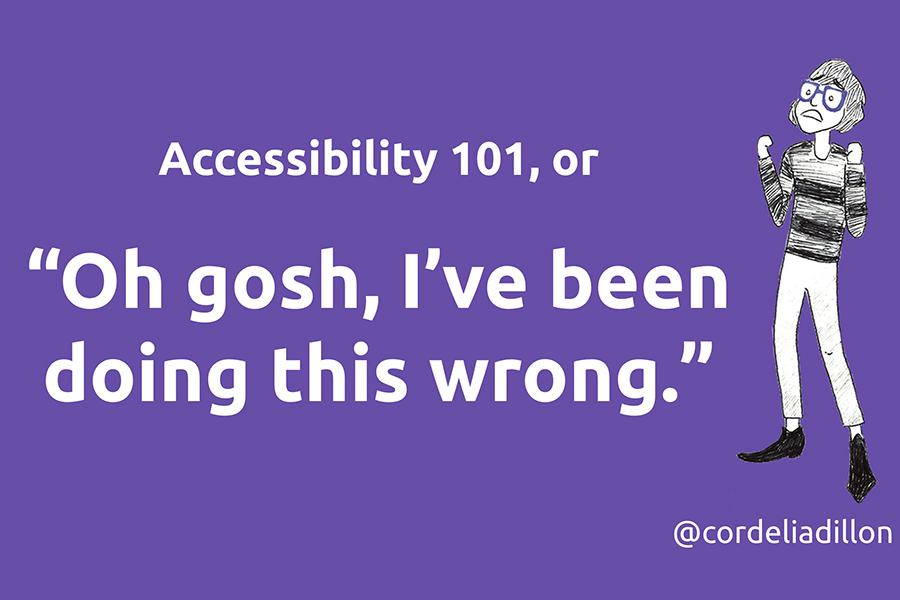 Accessibility 101, or
“Oh gosh, I’ve been
doing this wrong.”
@cordeliadillon